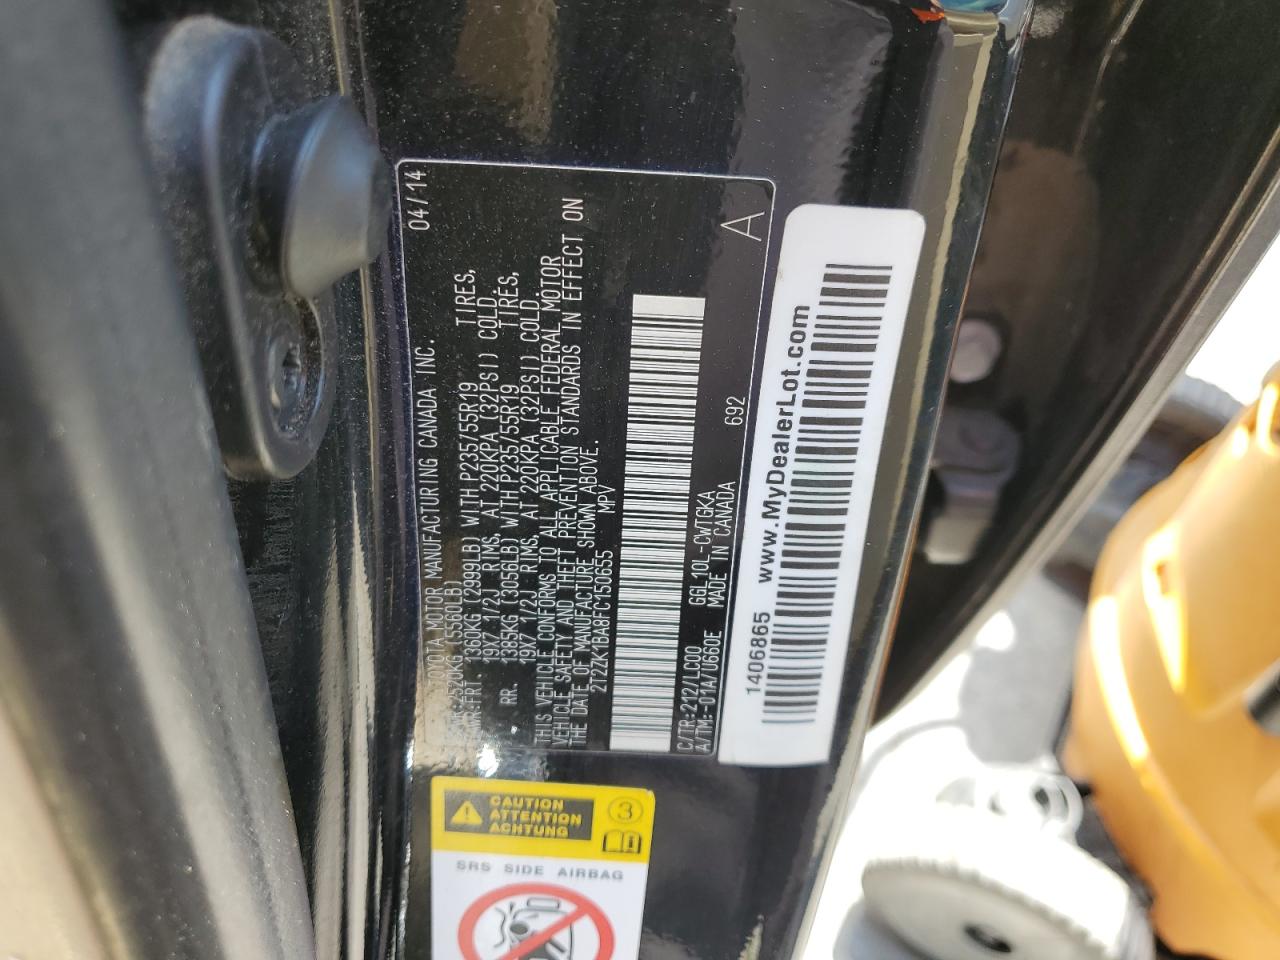 TOYOTA MOTOR MANUFACTURING CANADA INC. 04/14
2520KG (5560LB)
FRT. 1360KG (2999LB) WITH P235/55R19 TIRES,
19X7 1/2J RIMS, AT 220KPA (32PSI) COLD.
RR. 1385KG (3056LB) WITH P235/55R19 TIRES,
19X7 1/2J RIMS, AT 220KPA (32PSI) COLD.
THIS VEHICLE CONFORMS TO ALL APPLICABLE FEDERAL MOTOR
VEHICLE SAFETY AND THEFT PREVENTION STANDARDS IN EFFECT ON
THE DATE OF MANUFACTURE SHOWN ABOVE.
2T2ZK1BA8FC150655 MPV
C/TR:212/LC00 GGL10L-CWTGKA 692 A
A/TM:-01A/U660E MADE IN CANADA
1406865 www.MyDealerLot.com
CAUTION
ATTENTION
ACHTUNG
3
SRS SIDE AIRBAG